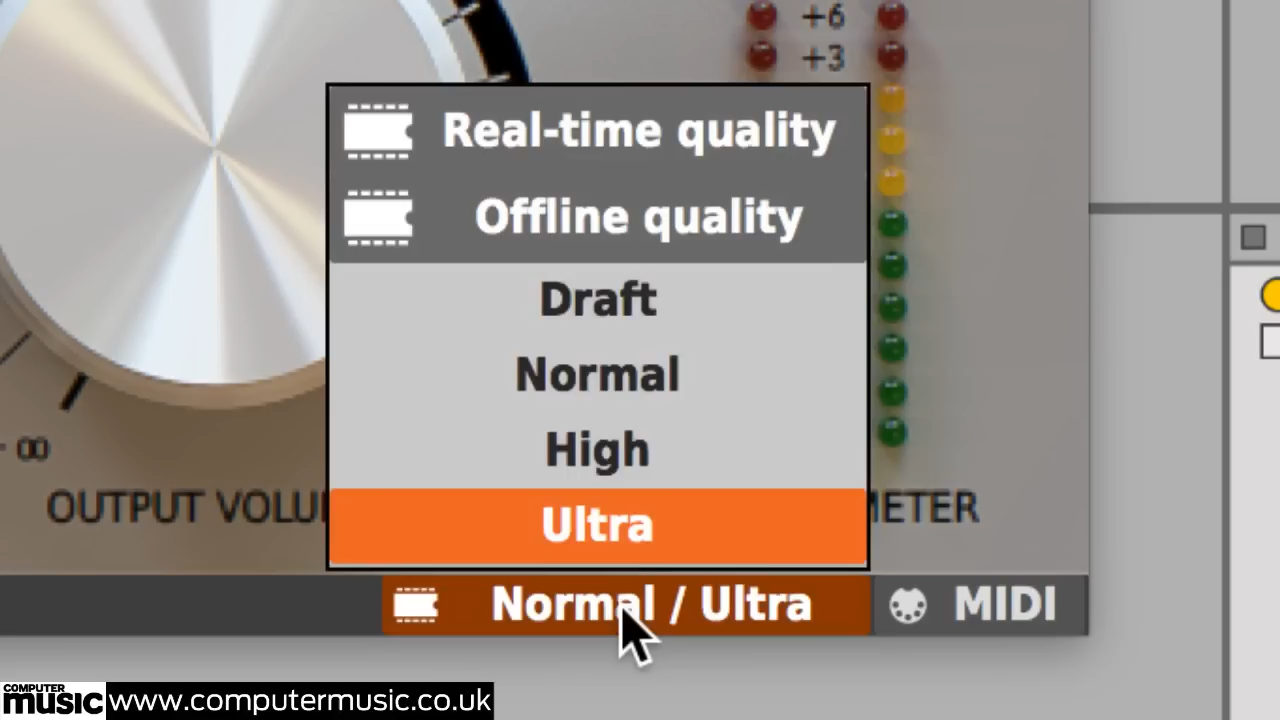 +6
+3
Real-time quality
Offline quality
Draft
Normal
High
Ultra
- ∞
OUTPUT
METER
Normal / Ultra
MIDI
COMPUTER
music
www.computermusic.co.uk